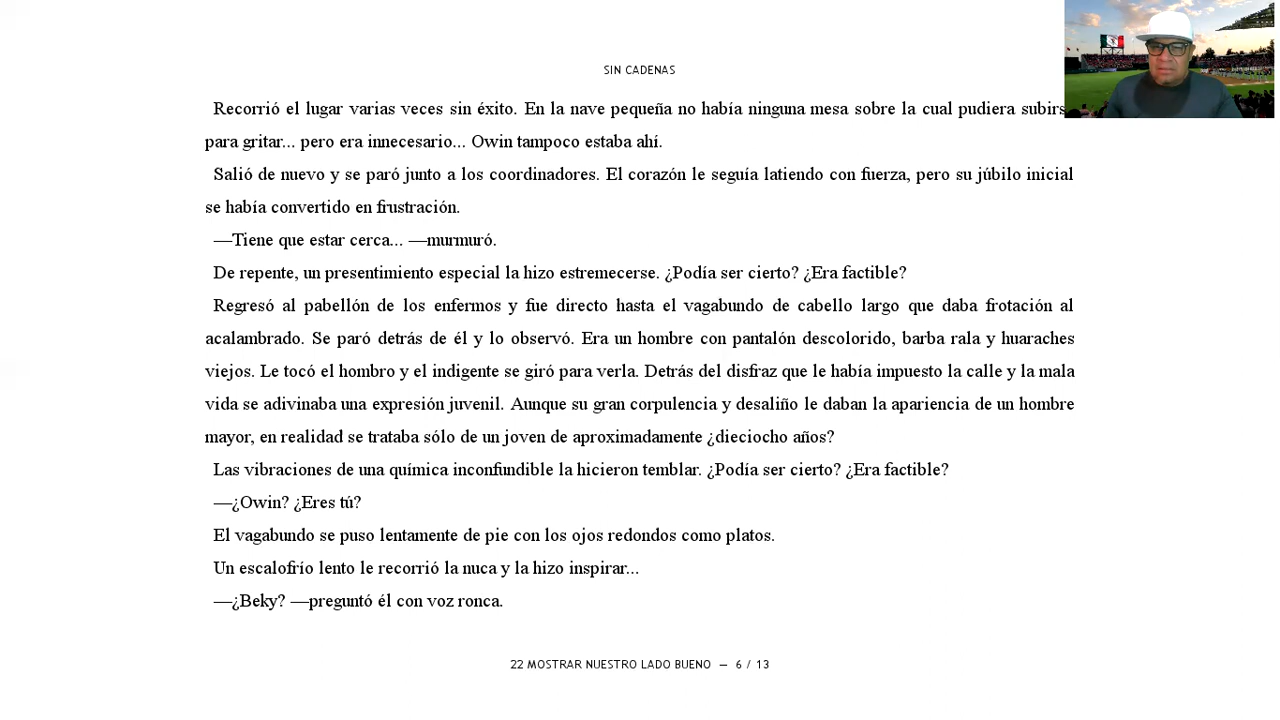 SIN CADENAS
Recorrió el lugar varias veces sin éxito. En la nave pequeña no había ninguna mesa sobre la cual pudiera
para gritar... pero era innecesario... Owin tampoco estaba ahí.
Salió de nuevo y se paró junto a los coordinadores. El corazón le seguía latiendo con fuerza, pero su júbilo inicial
se había convertido en frustración.
—Tiene que estar cerca... —murmuró.
De repente, un presentimiento especial la hizo estremecerse. ¿Podía ser cierto? ¿Era factible?
Regresó al pabellón de los enfermos y fue directo hasta el vagabundo de cabello largo que daba frotación al
acalambrado. Se paró detrás de él y lo observó. Era un hombre con pantalón descolorido, barba rala y huaraches
viejos. Le tocó el hombro y el indigente se giró para verla. Detrás del disfraz que le había impuesto la calle y la mala
vida se adivinaba una expresión juvenil. Aunque su gran corpulencia y desaliño le daban la apariencia de un hombre
mayor, en realidad se trataba sólo de un joven de aproximadamente ¿dieciocho años?
Las vibraciones de una química inconfundible la hicieron temblar. ¿Podía ser cierto? ¿Era factible?
—¿Owin? ¿Eres tú?
El vagabundo se puso lentamente de pie con los ojos redondos como platos.
Un escalofrío lento le recorrió la nuca y la hizo inspirar...
—¿Beky? —preguntó él con voz ronca.
22 MOSTRAR NUESTRO LADO BUENO — 6 / 13